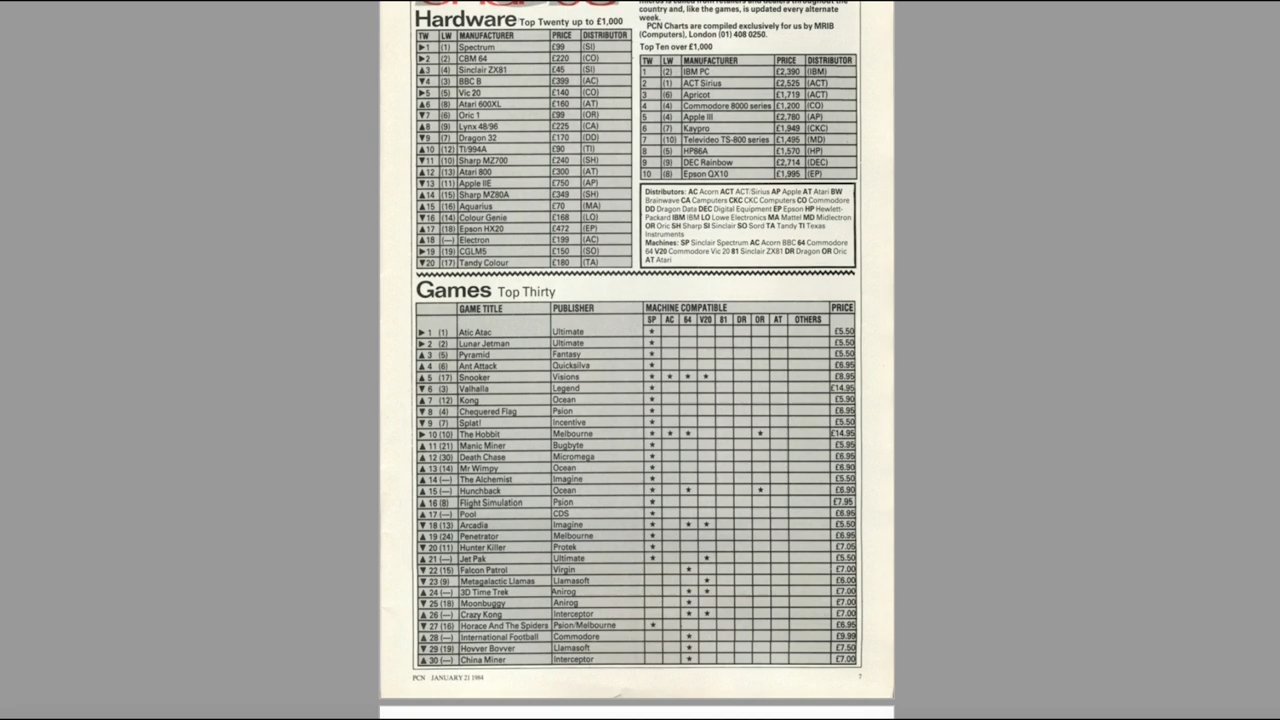 Hardware Top Twenty up to £1,000
TW LW MANUFACTURER PRICE DISTRIBUTOR
▶1 (1) Spectrum £99 (SI)
▶2 (2) CBM 64 £220 (CO)
▲3 (4) Sinclair ZX81 £45 (SI)
▼4 (3) BBC B £399 (AC)
▶5 (5) Vic 20 £140 (CO)
▲6 (8) Atari 600XL £160 (AT)
▼7 (6) Oric 1 £99 (OR)
▲8 (9) Lynx 48/96 £225 (CA)
▼9 (7) Dragon 32 £170 (DD)
▲10 (12) TI994A £90 (TI)
▼11 (10) Sharp MZ700 £240 (SH)
▲12 (13) Atari 800 £300 (AT)
▼13 (11) Apple IIE £750 (AP)
▲14 (15) Sharp MZ80A £349 (SH)
▲15 (16) Aquarius £70 (MA)
▼16 (14) Colour Genie £168 (LO)
▲17 (18) Epson HX20 £472 (EP)
▲18 (—) Electron £199 (AC)
▶19 (19) CGLM5 £150 (SO)
▼20 (17) Tandy Colour £180 (TA)
country and, like the games, is updated every alternate
week.
PCN Charts are compiled exclusively for us by MRIB
(Computers), London (01) 408 0250.
Top Ten over £1,000
TW LW MANUFACTURER PRICE DISTRIBUTOR
1 (2) IBM PC £2,390 (IBM)
2 (1) ACT Sirius £2,525 (ACT)
3 (6) Apricot £1,719 (ACT)
4 (4) Commodore 8000 series £1,200 (CO)
5 (4) Apple III £2,780 (AP)
6 (7) Kaypro £1,949 (CKC)
7 (10) Televideo TS-800 series £1,495 (MD)
8 (5) HP86A £1,570 (HP)
9 (9) DEC Rainbow £2,714 (DEC)
10 (8) Epson QX10 £1,995 (EP)
Distributors: AC Acorn ACT ACT/Sirius AP Apple AT Atari BW
Brainwave CA Camputers CKC CKC Computers CO Commodore
DD Dragon Data DEC Digital Equipment EP Epson HP Hewlett-
Packard IBM IBM LO Lowe Electronics MA Mattel MD Midlectron
OR Oric SH Sharp SI Sinclair SO Sord TA Tandy TI Texas
Instruments
Machines: SP Sinclair Spectrum AC Acorn BBC 64 Commodore
64 V20 Commodore Vic 20 81 Sinclair ZX81 DR Dragon OR Oric
AT Atari
Games Top Thirty
GAME TITLE PUBLISHER MACHINE COMPATIBLE PRICE
SP AC 64 V20 81 DR OR AT OTHERS
▶ 1 (1) Atic Atac Ultimate ★ £5.50
▶ 2 (2) Lunar Jetman Ultimate ★ £5.50
▲ 3 (5) Pyramid Fantasy ★ £5.50
▲ 4 (6) Ant Attack Quicksilva ★ £6.95
▲ 5 (17) Snooker Visions ★ ★ ★ ★ £8.95
▼ 6 (3) Valhalla Legend ★ £14.95
▲ 7 (12) Kong Ocean ★ £5.90
▼ 8 (4) Chequered Flag Psion ★ £6.95
▼ 9 (7) Splat! Incentive ★ £5.50
▶ 10 (10) The Hobbit Melbourne ★ ★ ★ ★ £14.95
▲ 11 (21) Manic Miner Bugbyte ★ £5.95
▲ 12 (30) Death Chase Micromega ★ £6.95
▲ 13 (14) Mr Wimpy Ocean ★ £6.90
▲ 14 (—) The Alchemist Imagine ★ £5.50
▲ 15 (—) Hunchback Ocean ★ ★ ★ £6.90
▲ 16 (8) Flight Simulation Psion ★ £7.95
▲ 17 (—) Pool CDS ★ £6.95
▼ 18 (13) Arcadia Imagine ★ ★ ★ £5.50
▲ 19 (24) Penetrator Melbourne ★ £6.95
▼ 20 (11) Hunter Killer Protek ★ £7.05
▲ 21 (—) Jet Pak Ultimate ★ ★ £5.50
▼ 22 (15) Falcon Patrol Virgin ★ £7.00
▼ 23 (9) Metagalactic Llamas Llamasoft ★ £6.00
▲ 24 (—) 3D Time Trek Anirog ★ ★ £7.00
▼ 25 (18) Moonbuggy Anirog ★ £7.00
▲ 26 (—) Crazy Kong Interceptor ★ ★ £7.00
▼ 27 (16) Horace And The Spiders Psion/Melbourne ★ £6.95
▲ 28 (—) International Football Commodore ★ £9.99
▼ 29 (19) Hovver Bovver Llamasoft ★ £7.50
▲ 30 (—) China Miner Interceptor ★ £7.00
PCN JANUARY 21 1984
7